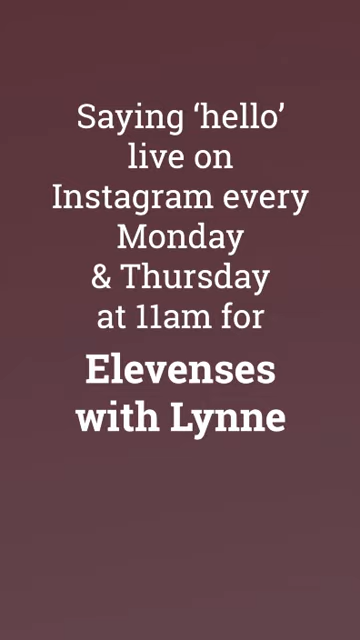 Saying ‘hello’
live on
Instagram every
Monday
& Thursday
at 11am for
Elevenses
with Lynne